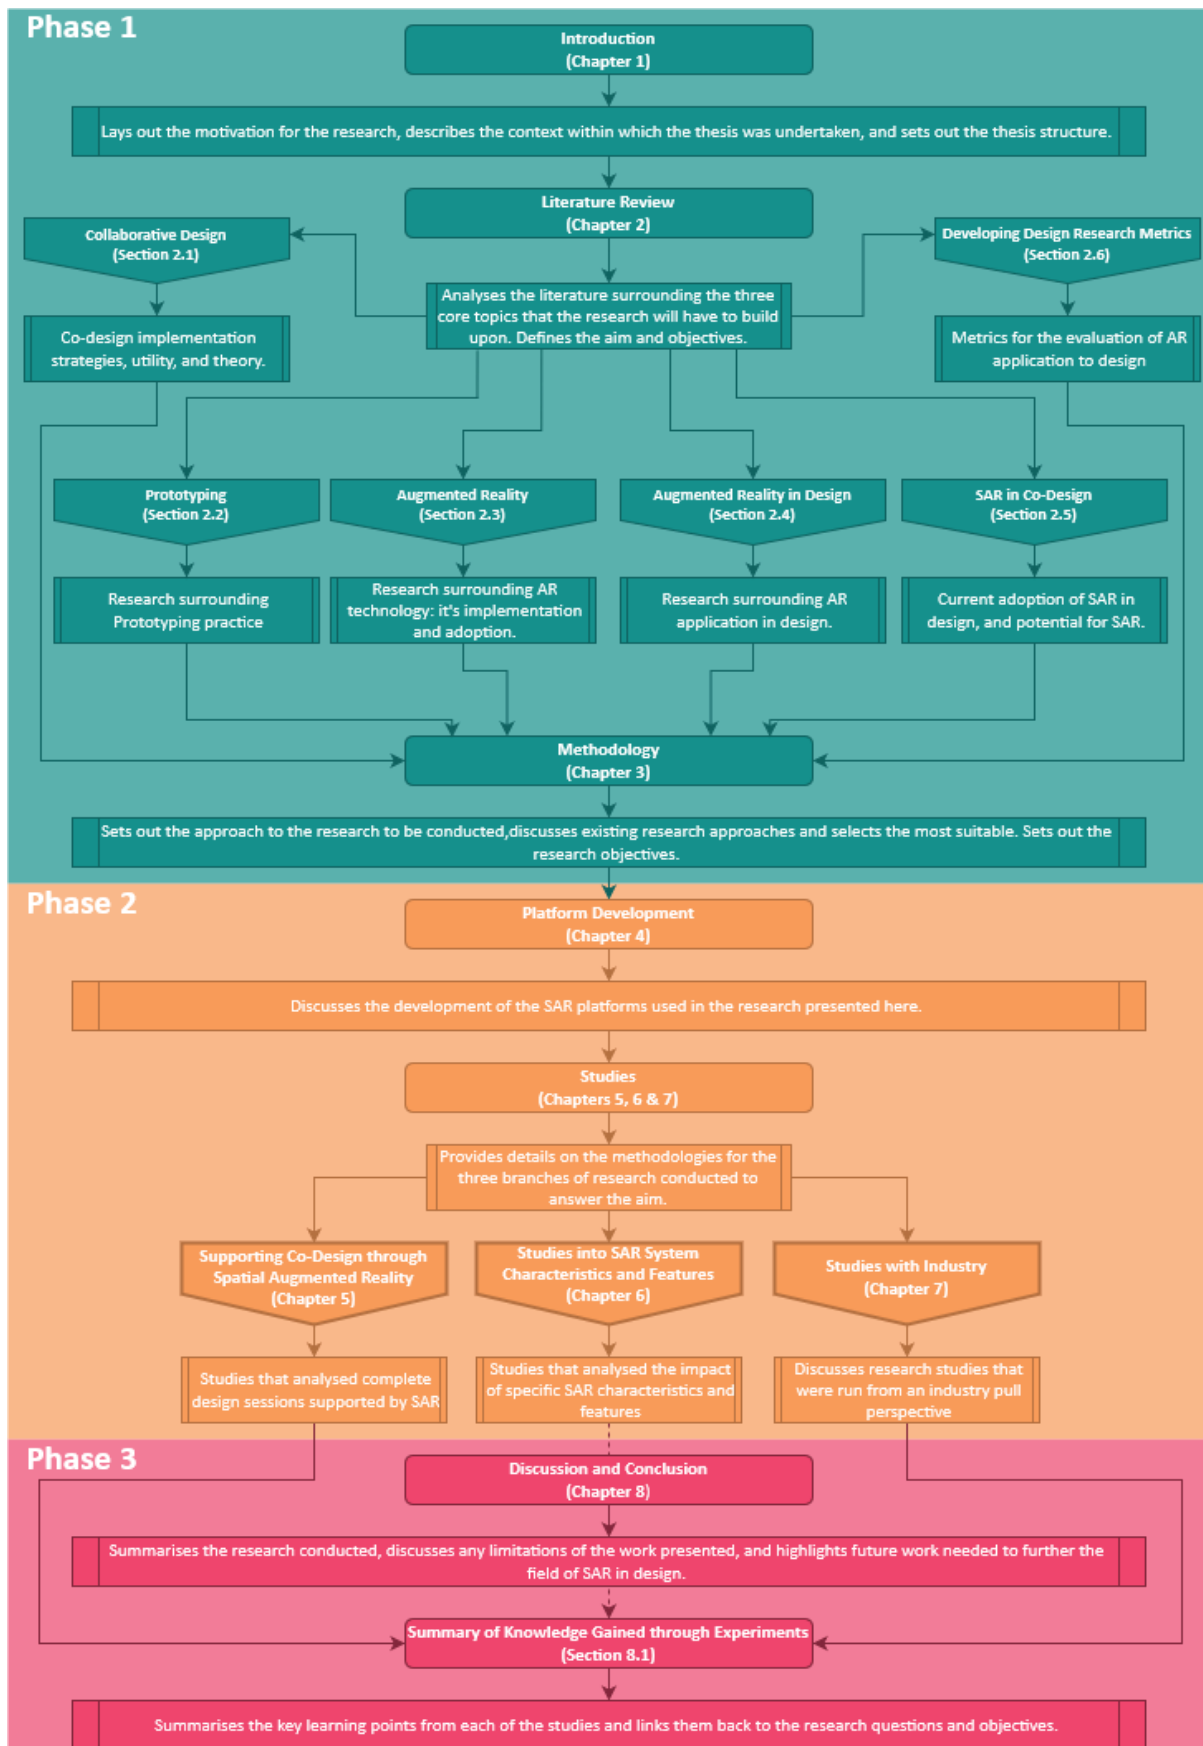 Phase 1
Introduction
(Chapter 1)
Lays out the motivation for the research, describes the context within which the thesis was undertaken, and sets out the thesis structure.
Literature Review
(Chapter 2)
Collaborative Design
(Section 2.1)
Developing Design Research Metrics
(Section 2.6)
Analyses the literature surrounding the three
core topics that the research will have to build
upon. Defines the aim and objectives.
Co-design implementation
strategies, utility, and theory.
Metrics for the evaluation of AR
application to design
Prototyping
(Section 2.2)
Augmented Reality
(Section 2.3)
Augmented Reality in Design
(Section 2.4)
SAR in Co-Design
(Section 2.5)
Research surrounding
Prototyping practice
Research surrounding AR
technology: it's implementation
and adoption.
Research surrounding AR
application in design.
Current adoption of SAR in
design, and potential for SAR.
Methodology
(Chapter 3)
Sets out the approach to the research to be conducted,discusses existing research approaches and selects the most suitable. Sets out the
research objectives.
Phase 2
Platform Development
(Chapter 4)
Discusses the development of the SAR platforms used in the research presented here.
Studies
(Chapters 5, 6 & 7)
Provides details on the methodologies for the
three branches of research conducted to
answer the aim.
Supporting Co-Design through
Spatial Augmented Reality
(Chapter 5)
Studies into SAR System
Characteristics and Features
(Chapter 6)
Studies with Industry
(Chapter 7)
Studies that analysed complete
design sessions supported by SAR
Studies that analysed the impact
of specific SAR characteristics and
features
Discusses research studies that
were run from an industry pull
perspective
Phase 3
Discussion and Conclusion
(Chapter 8)
Summarises the research conducted, discusses any limitations of the work presented, and highlights future work needed to further the
field of SAR in design.
Summary of Knowledge Gained through Experiments
(Section 8.1)
Summarises the key learning points from each of the studies and links them back to the research questions and objectives.